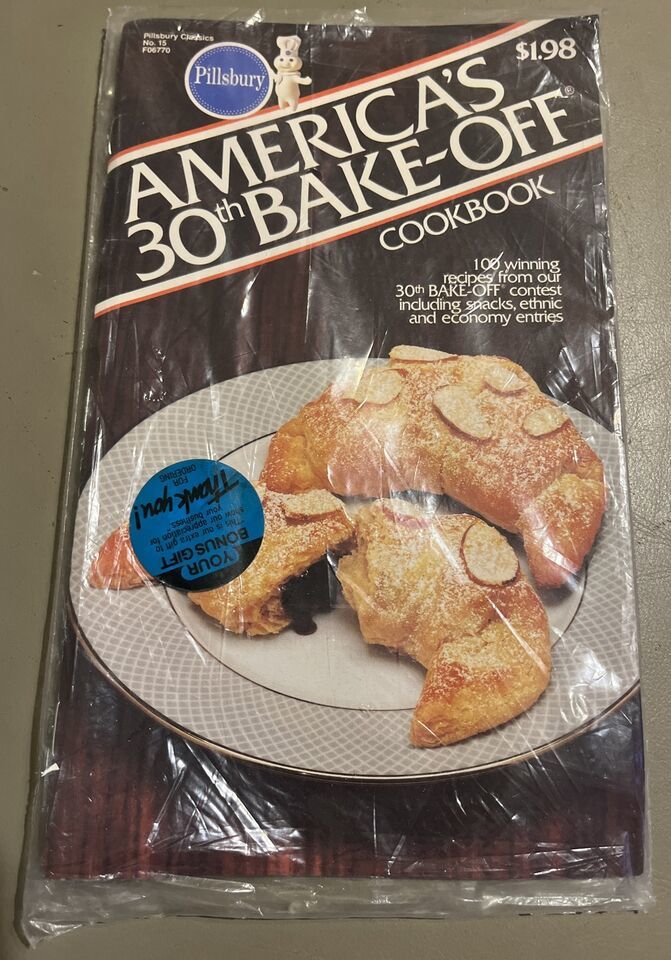 Pillsbury Classics
No. 15
F06770
Pillsbury
$1.98
AMERICA'S
30th BAKE-OFF®
COOKBOOK
100 winning
recipes from our
30th BAKE-OFF® contest
including snacks, ethnic
and economy entries
YOUR
BONUS GIFT
This is our extra gift to
show our appreciation for
your business.
Thank you!
FOR
ORDERING